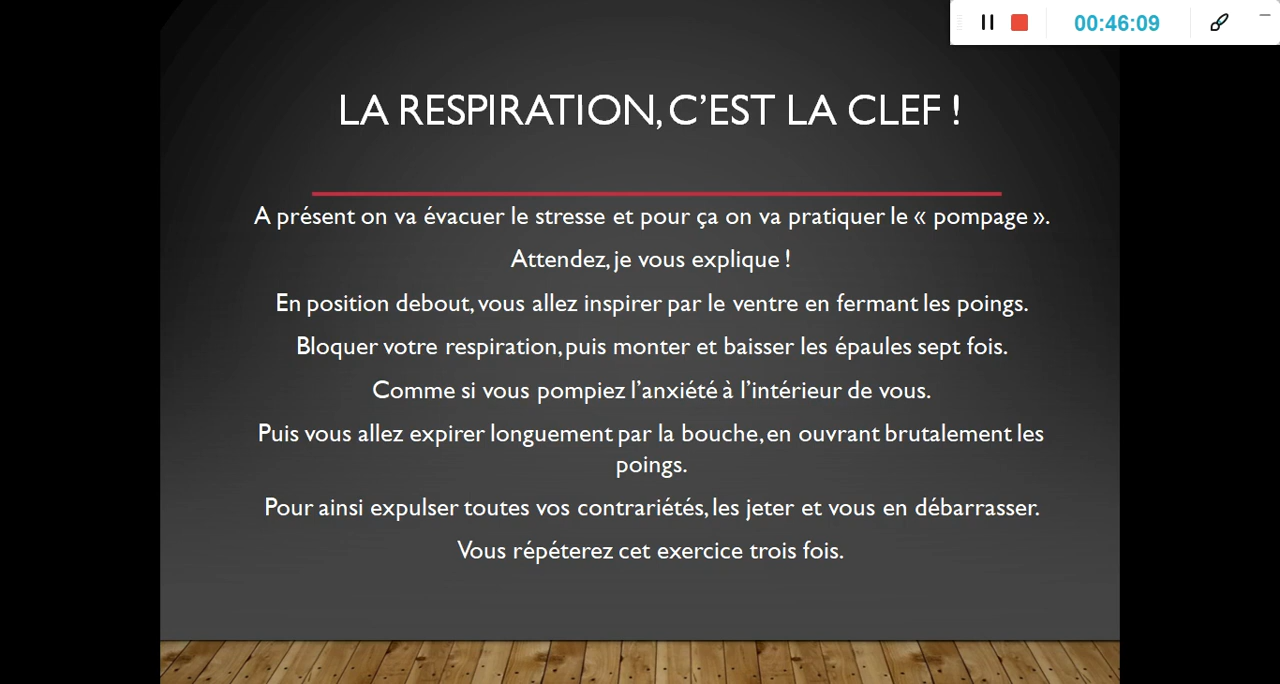 00:46:09
LA RESPIRATION, C'EST LA CLEF !
A présent on va évacuer le stresse et pour ça on va pratiquer le « pompage ».
Attendez, je vous explique !
En position debout, vous allez inspirer par le ventre en fermant les poings.
Bloquer votre respiration, puis monter et baisser les épaules sept fois.
Comme si vous pompiez l'anxiété à l'intérieur de vous.
Puis vous allez expirer longuement par la bouche, en ouvrant brutalement les
poings.
Pour ainsi expulser toutes vos contrariétés, les jeter et vous en débarrasser.
Vous répéterez cet exercice trois fois.